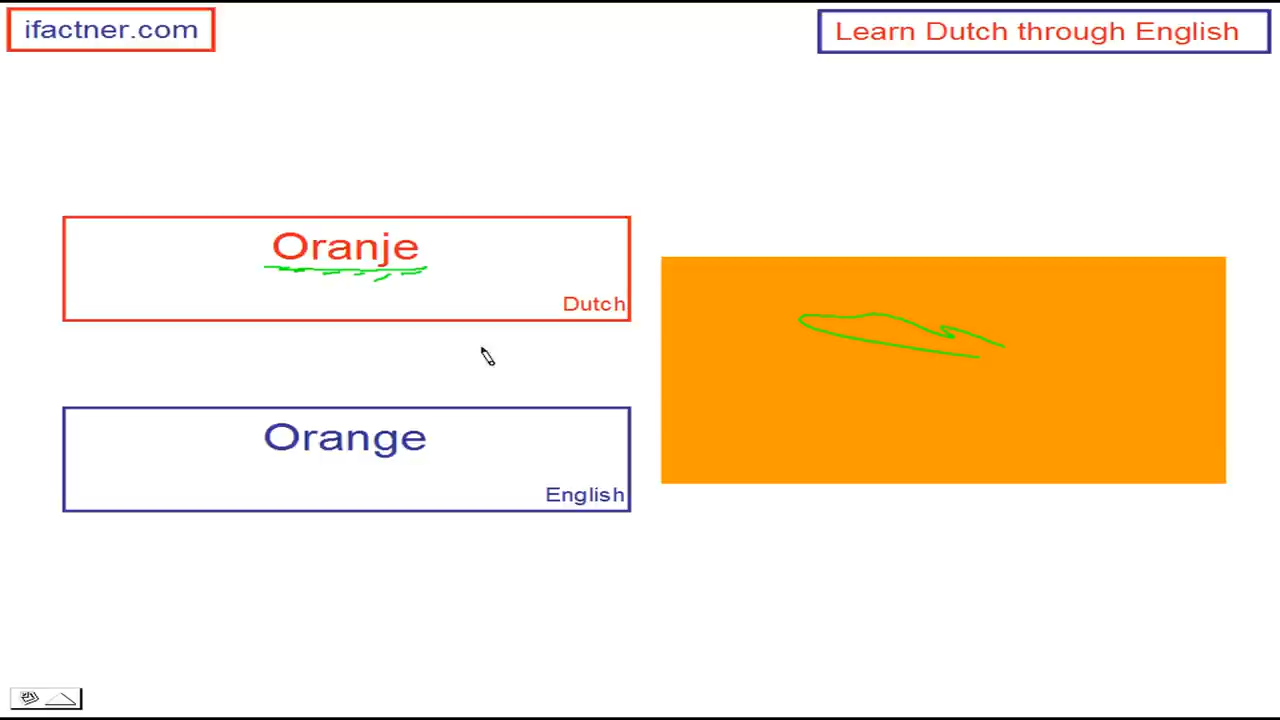 ifactner.com
Learn Dutch through English
Oranje
Dutch
Orange
English